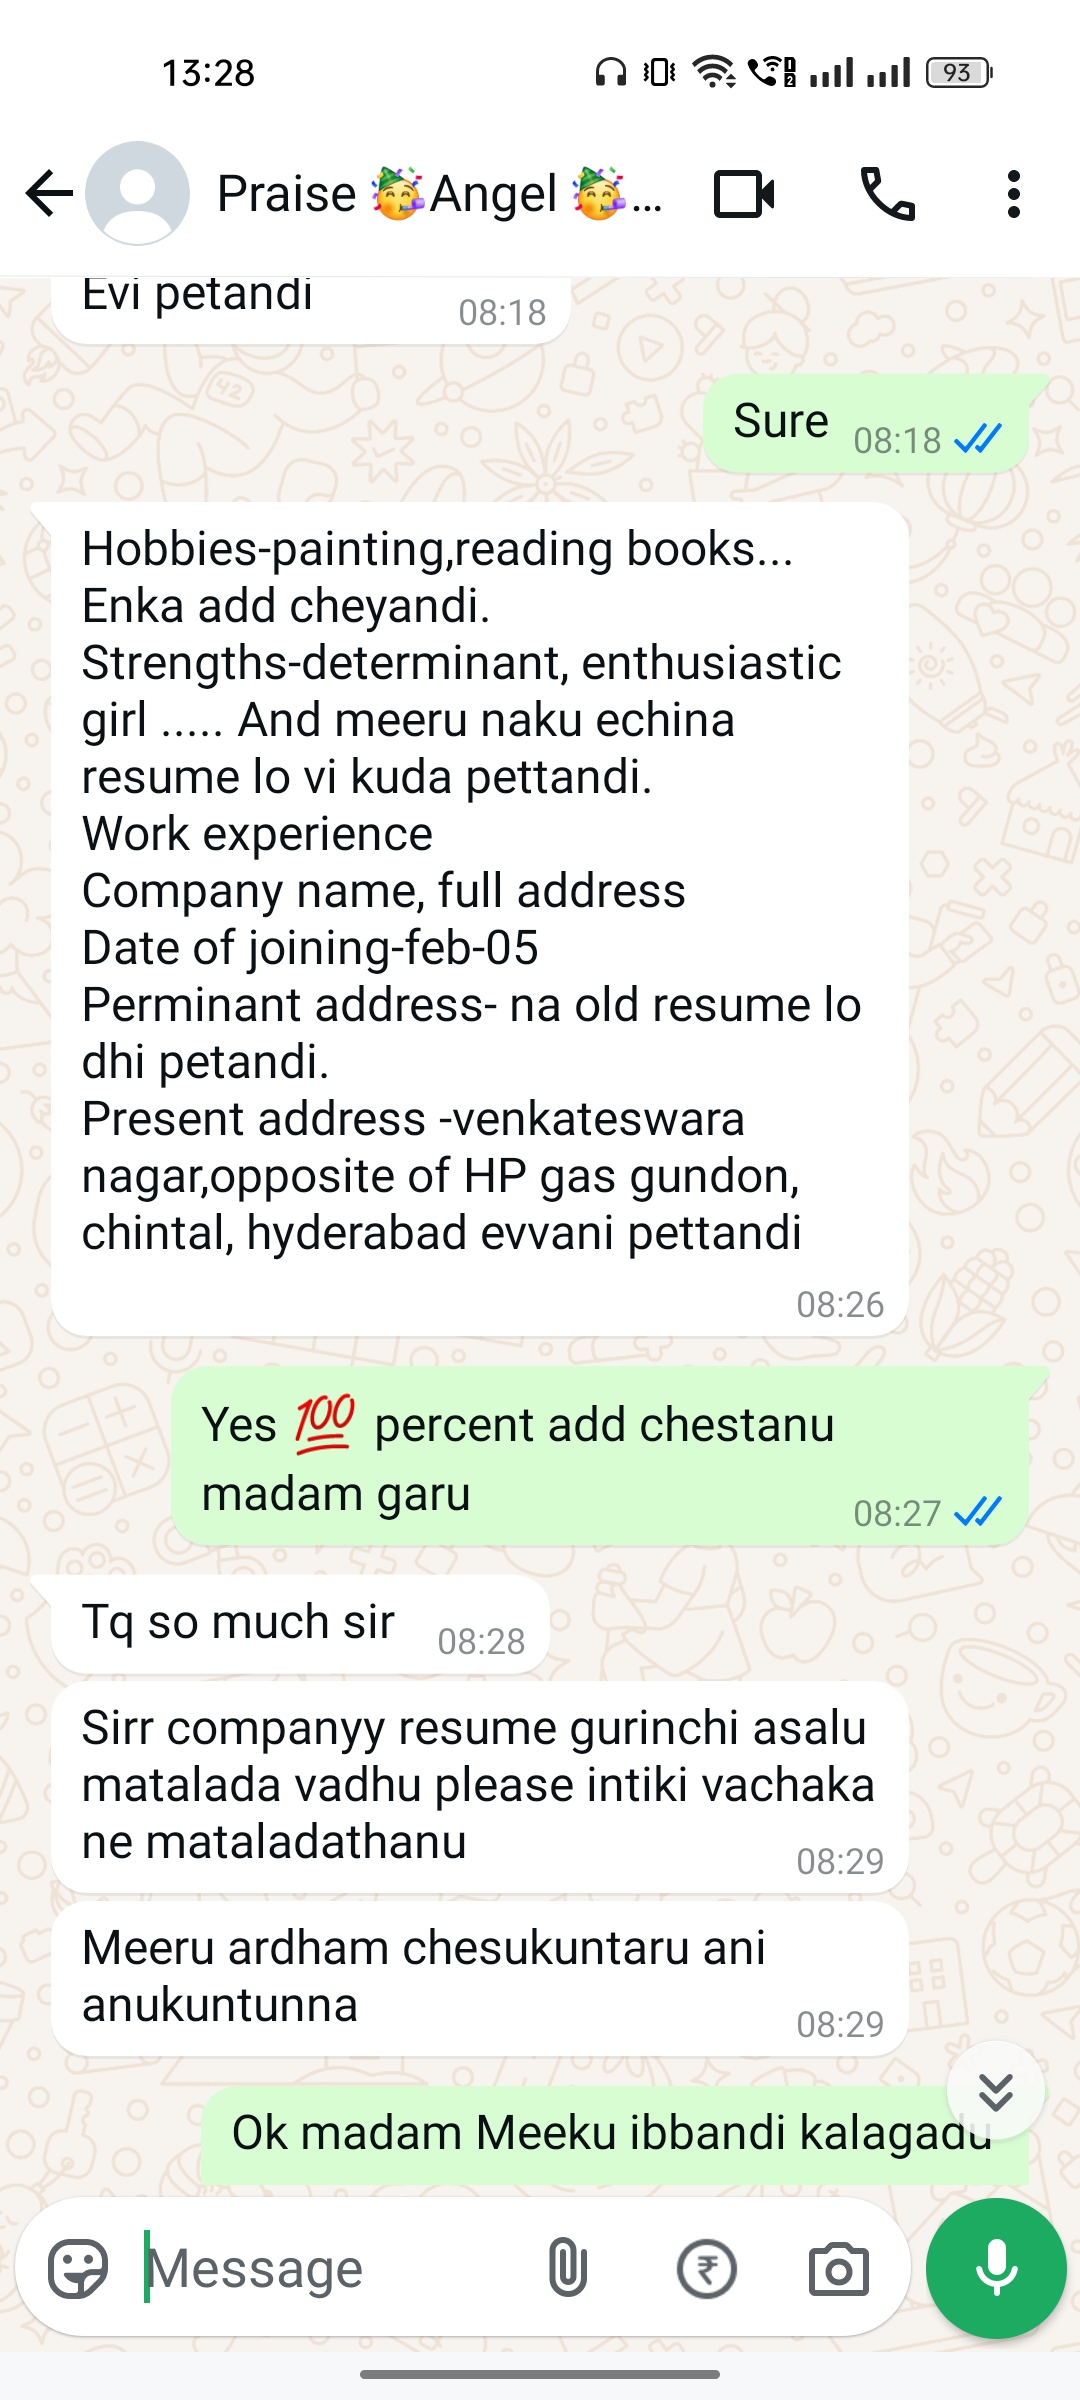 13:28
93
Praise 🥳Angel 🥳...
Evi petandi
08:18
Sure
08:18
Hobbies-painting,reading books...
Enka add cheyandi.
Strengths-determinant, enthusiastic
girl ..... And meeru naku echina
resume lo vi kuda pettandi.
Work experience
Company name, full address
Date of joining-feb-05
Perminant address- na old resume lo
dhi petandi.
Present address -venkateswara
nagar,opposite of HP gas gundon,
chintal, hyderabad evvani pettandi
08:26
Yes 💯 percent add chestanu
madam garu
08:27
Tq so much sir
08:28
Sirr companyy resume gurinchi asalu
matalada vadhu please intiki vachaka
ne mataladathanu
08:29
Meeru ardham chesukuntaru ani
anukuntunna
08:29
Ok madam Meeku ibbandi kalagadu
Message